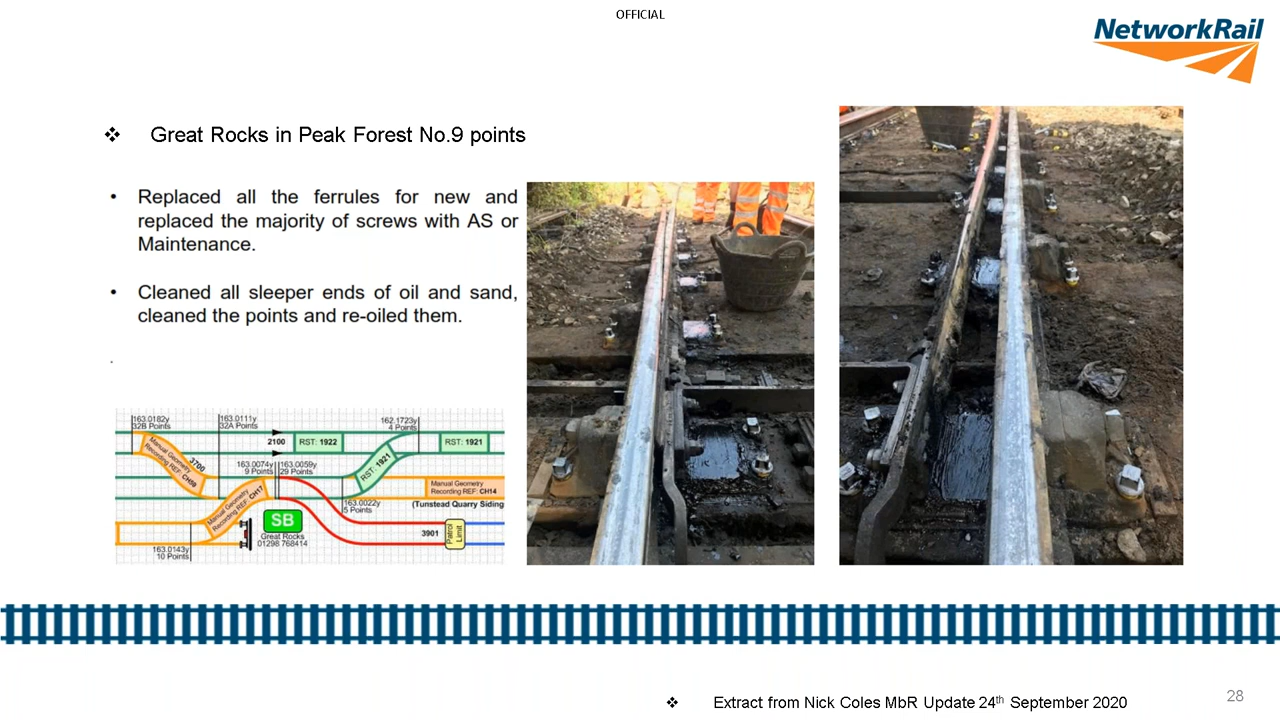 OFFICIAL
NetworkRail
❖ Great Rocks in Peak Forest No.9 points
• Replaced all the ferrules for new and
replaced the majority of screws with AS or
Maintenance.
• Cleaned all sleeper ends of oil and sand,
cleaned the points and re-oiled them.
.
163.0182y
32B Points
163.0111y
32A Points
162.1723y
4 Points
2100
RST: 1922
RST: 1921
Manual Geometry
Recording REF: CH09
3700
RST: 1921
163.0074y
9 Points
163.0059y
29 Points
Manual Geometry
Recording REF: CH17
Manual Geometry
Recording REF: CH14
163.0022y
5 Points
(Tunstead Quarry Siding
SB
Great Rocks
01298 768414
3901
Patrol
Limit
163.0143y
10 Points
❖ Extract from Nick Coles MbR Update 24th September 2020
28